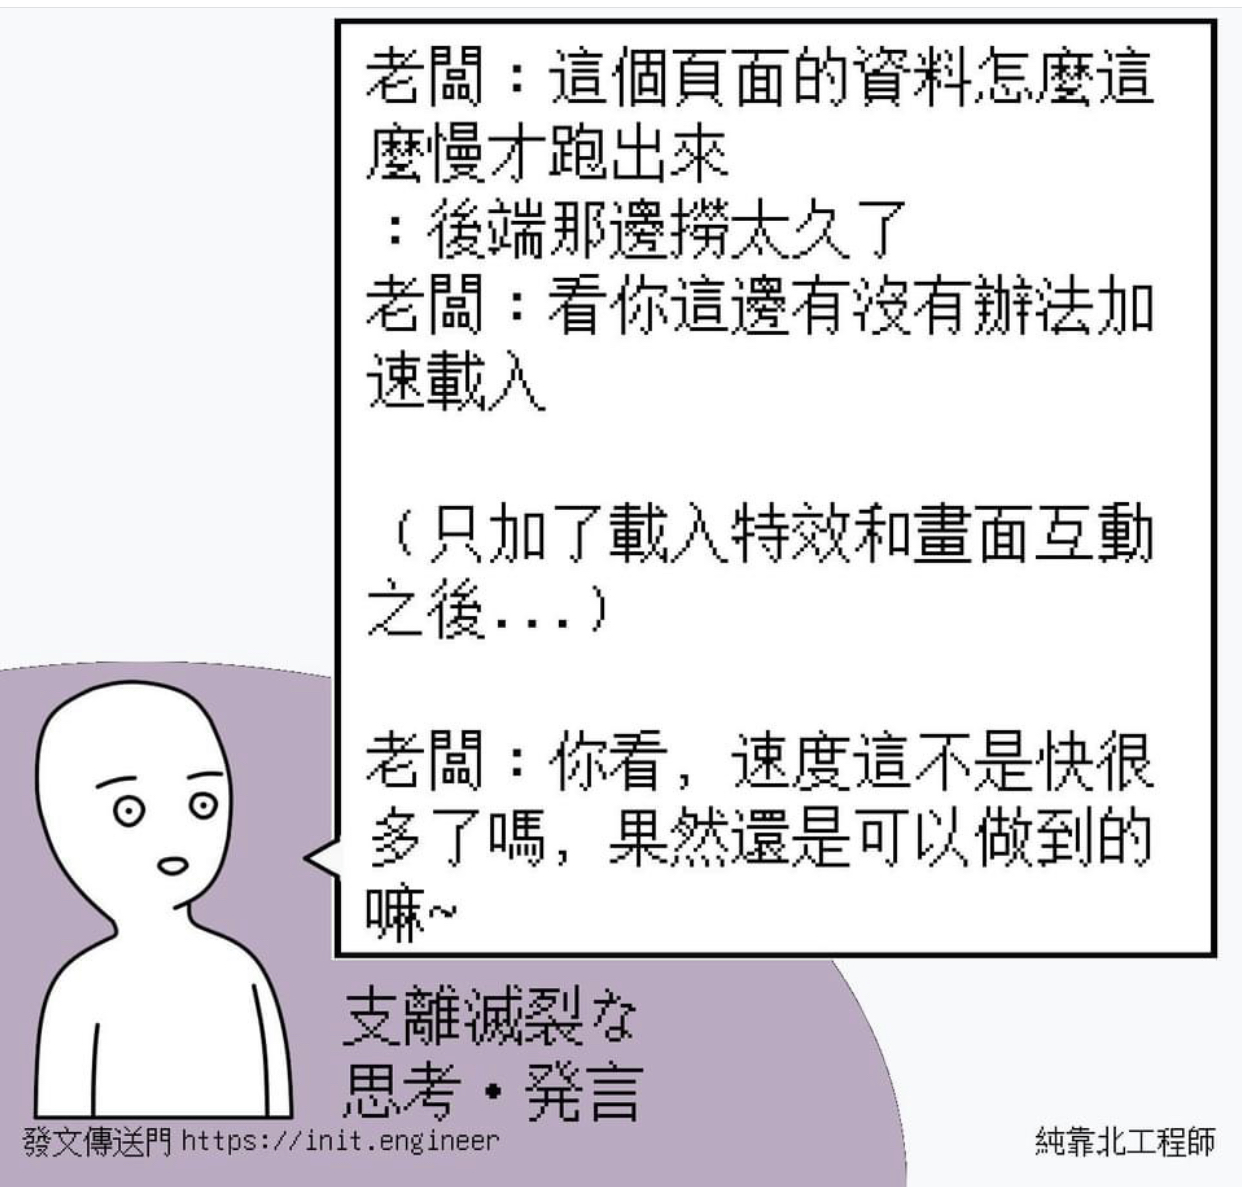 老闆：這個頁面的資料怎麼這
麼慢才跑出來
：後端那邊撈太久了
老闆：看你這邊有沒有辦法加
速載入
（只加了載入特效和畫面互動
之後...）
老闆：你看，速度這不是快很
多了嗎，果然還是可以做到的
嘛~
支離滅裂な
思考・発言
發文傳送門 https://init.engineer
純靠北工程師